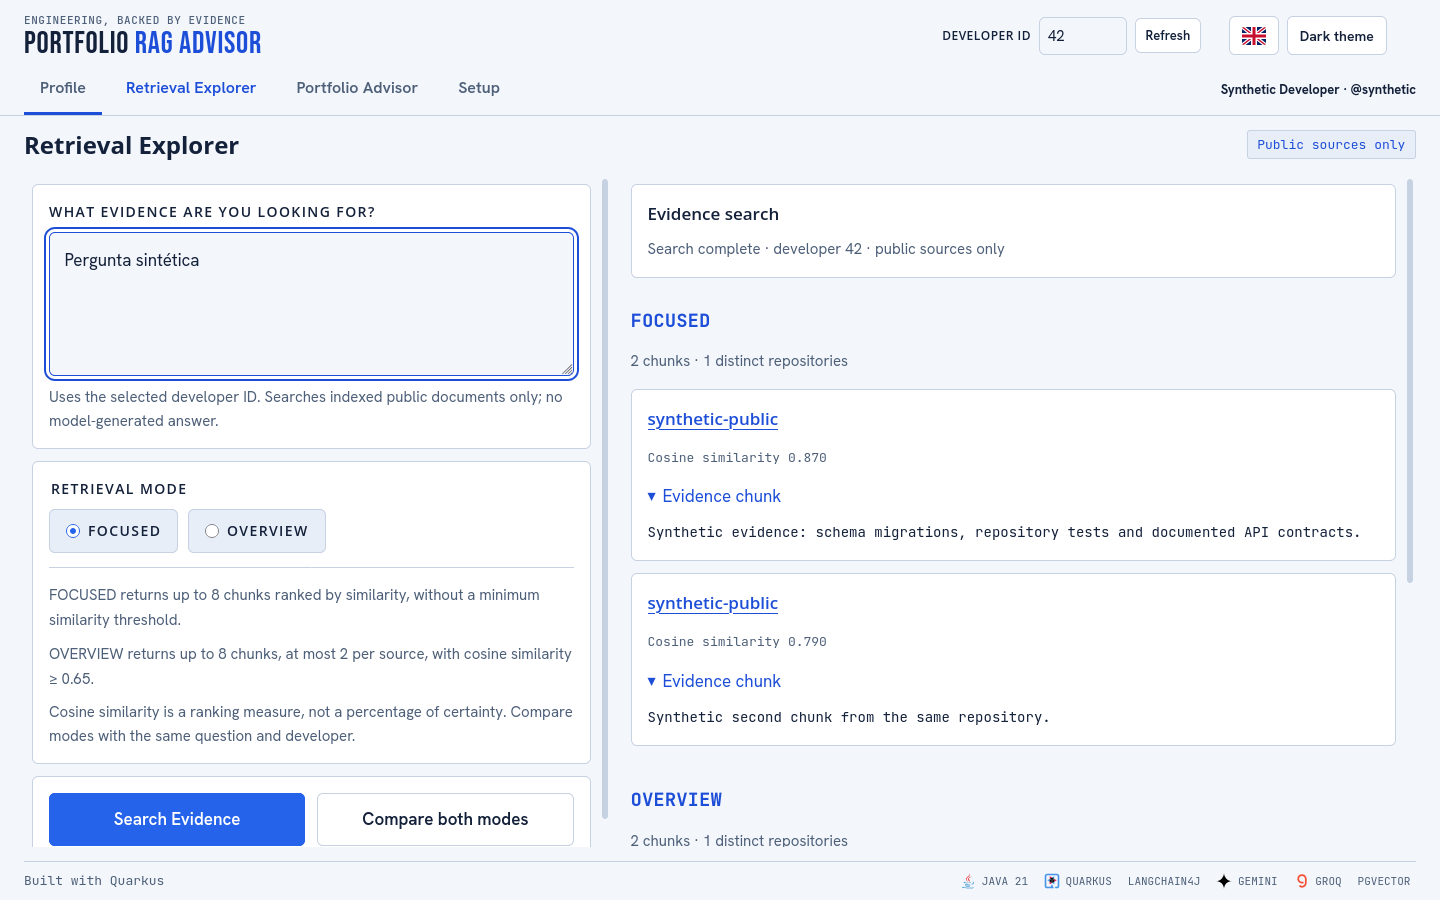 ENGINEERING, BACKED BY EVIDENCE
PORTFOLIO RAG ADVISOR
DEVELOPER ID
42
Refresh
Dark theme
Profile
Retrieval Explorer
Portfolio Advisor
Setup
Synthetic Developer · @synthetic
Retrieval Explorer
Public sources only
WHAT EVIDENCE ARE YOU LOOKING FOR?
Pergunta sintética
Uses the selected developer ID. Searches indexed public documents only; no
model-generated answer.
RETRIEVAL MODE
FOCUSED
OVERVIEW
FOCUSED returns up to 8 chunks ranked by similarity, without a minimum
similarity threshold.
OVERVIEW returns up to 8 chunks, at most 2 per source, with cosine similarity
≥ 0.65.
Cosine similarity is a ranking measure, not a percentage of certainty. Compare
modes with the same question and developer.
Search Evidence
Compare both modes
Evidence search
Search complete · developer 42 · public sources only
FOCUSED
2 chunks · 1 distinct repositories
synthetic-public
Cosine similarity 0.870
▾ Evidence chunk
Synthetic evidence: schema migrations, repository tests and documented API contracts.
synthetic-public
Cosine similarity 0.790
▾ Evidence chunk
Synthetic second chunk from the same repository.
OVERVIEW
2 chunks · 1 distinct repositories
Built with Quarkus
JAVA 21
QUARKUS
LANGCHAIN4J
GEMINI
GROQ
PGVECTOR